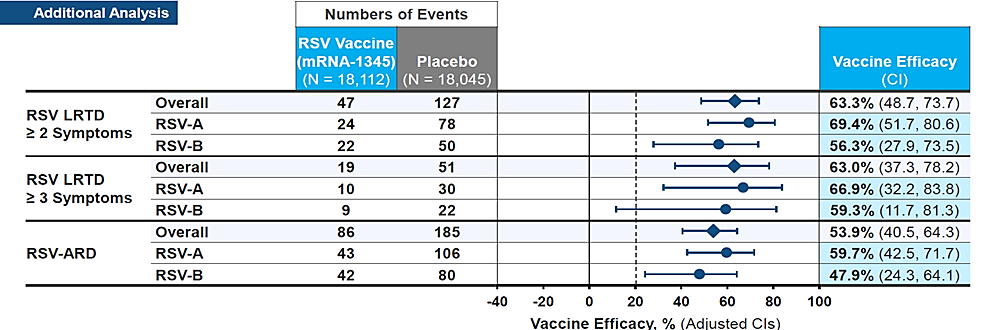 Additional Analysis
Numbers of Events
RSV Vaccine (mRNA-1345) (N = 18,112) Placebo (N = 18,045) Vaccine Efficacy (CI)
RSV LRTD ≥ 2 Symptoms
Overall 47 127 63.3% (48.7, 73.7)
RSV-A 24 78 69.4% (51.7, 80.6)
RSV-B 22 50 56.3% (27.9, 73.5)
RSV LRTD ≥ 3 Symptoms
Overall 19 51 63.0% (37.3, 78.2)
RSV-A 10 30 66.9% (32.2, 83.8)
RSV-B 9 22 59.3% (11.7, 81.3)
RSV-ARD
Overall 86 185 53.9% (40.5, 64.3)
RSV-A 43 106 59.7% (42.5, 71.7)
RSV-B 42 80 47.9% (24.3, 64.1)
-40 -20 0 20 40 60 80 100
Vaccine Efficacy, % (Adjusted CIs)